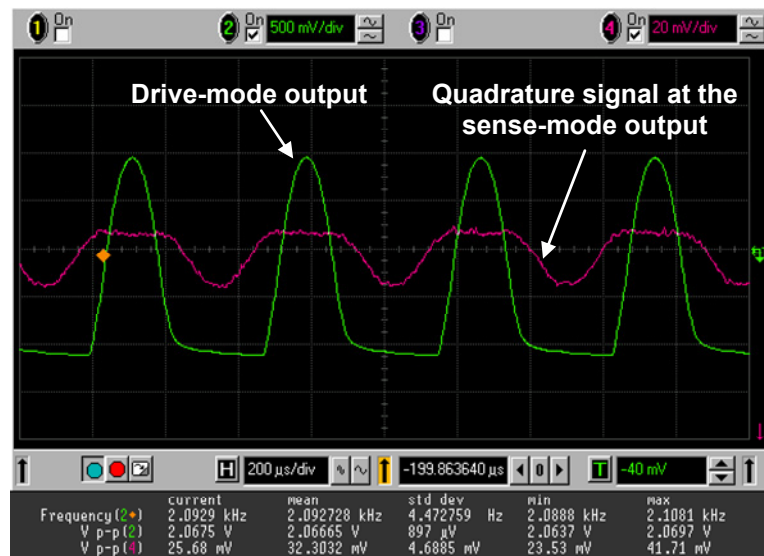 1 On 2 On 500 mV/div 3 On 4 On 20 mV/div
Drive-mode output
Quadrature signal at the
sense-mode output
H 200 µs/div -199.863640 µs 0 T -40 mV
current mean std dev min max
Frequency(2) 2.0929 kHz 2.092728 kHz 4.472759 Hz 2.0888 kHz 2.1081 kHz
V p-p(2) 2.0675 V 2.06665 V 897 µV 2.0637 V 2.0697 V
V p-p(4) 25.68 mV 32.3032 mV 4.6885 mV 23.53 mV 41.71 mV